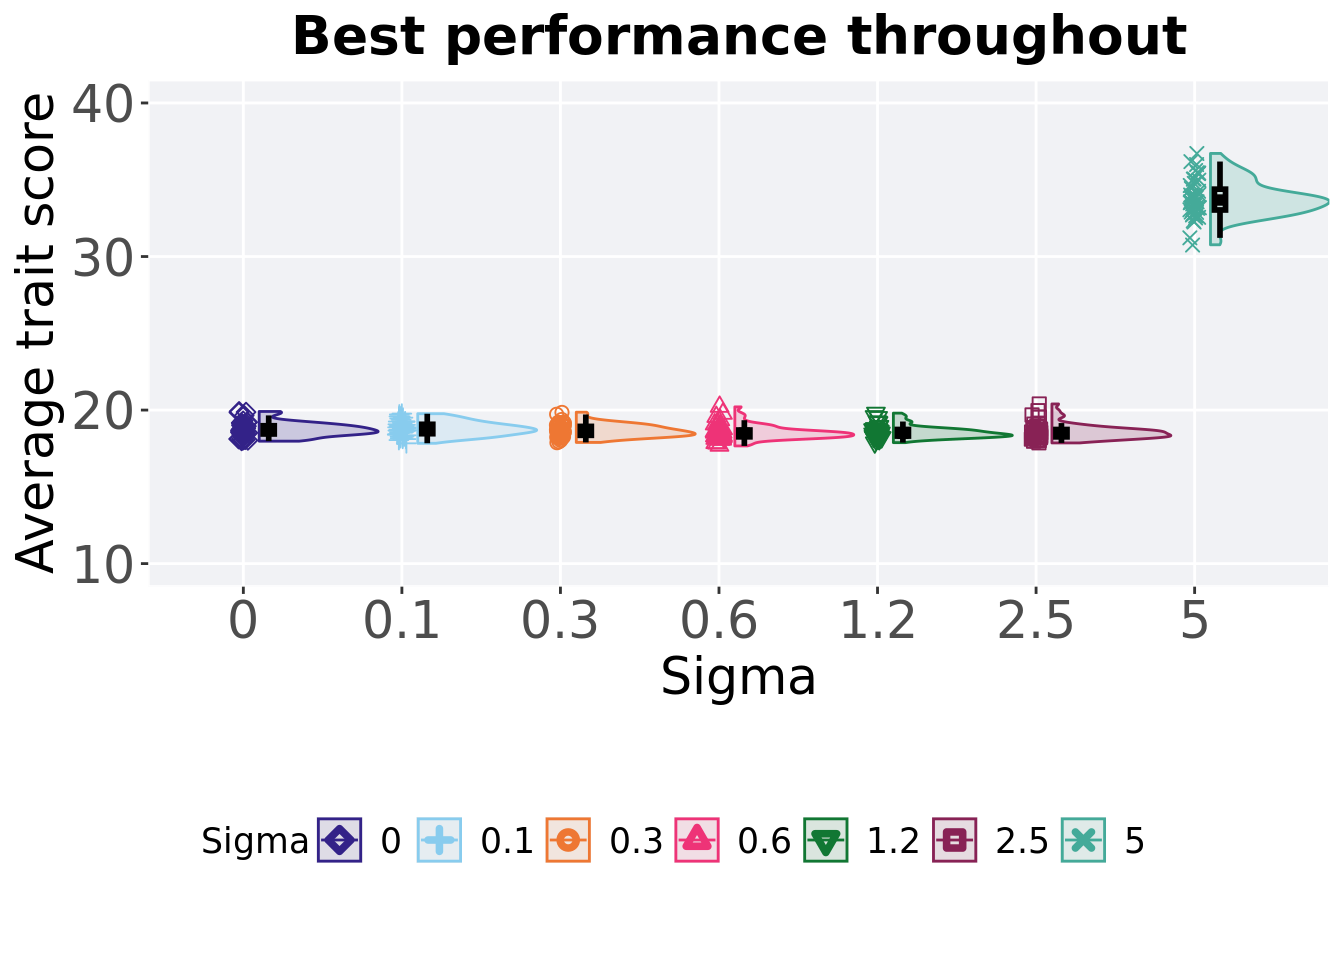 Best performance throughout
Average trait score
40
30
20
10
0 0.1 0.3 0.6 1.2 2.5 5
Sigma
Sigma 0 0.1 0.3 0.6 1.2 2.5 5